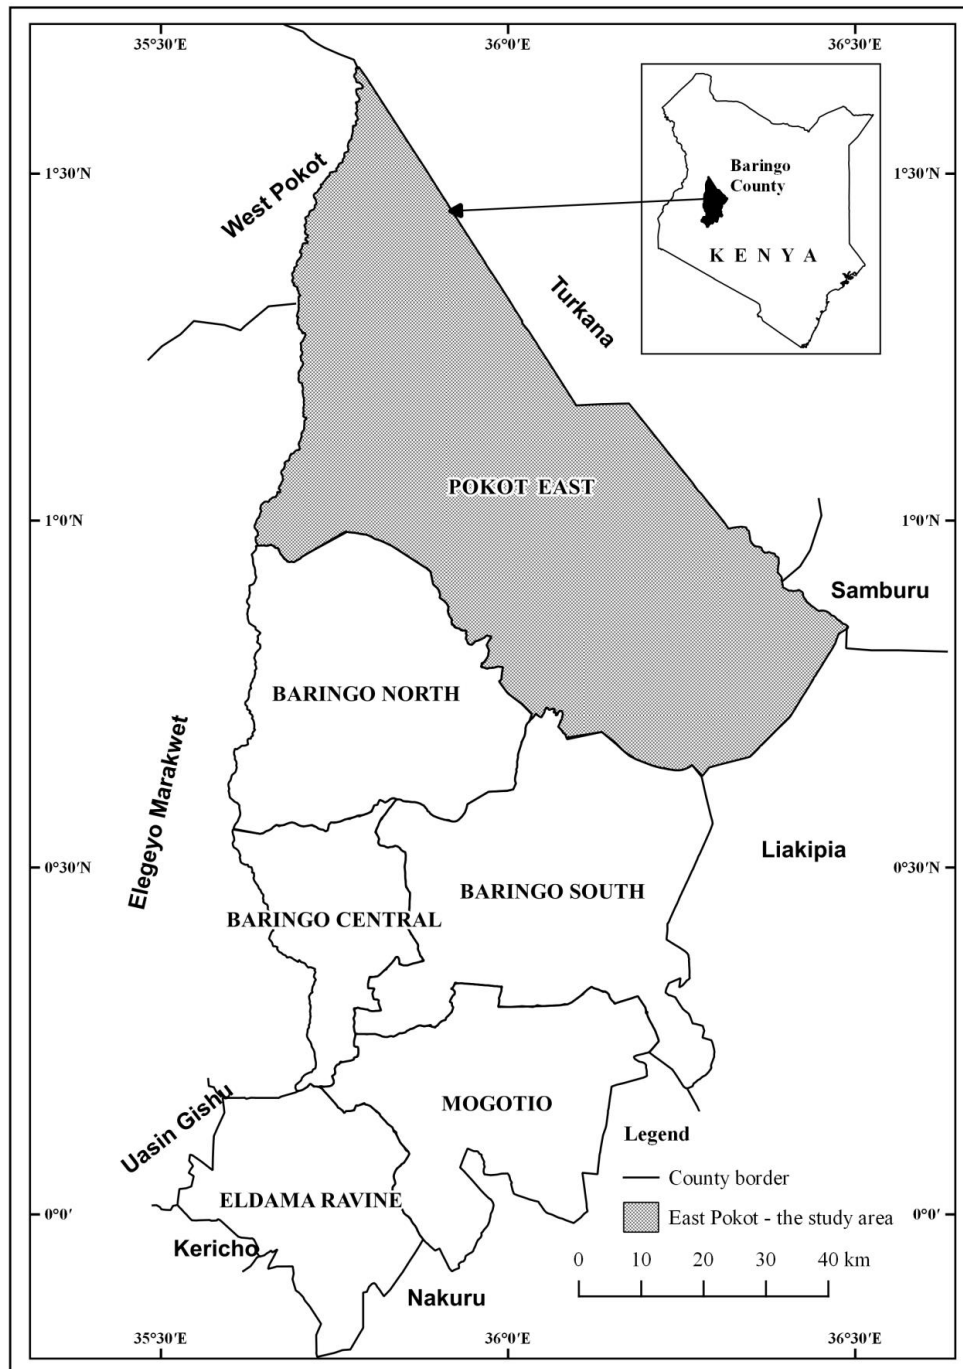 35°30'E 36°0'E 36°30'E
1°30'N 1°30'N
Baringo
County
KENYA
West Pokot
Turkana
POKOT EAST
1°0'N 1°0'N
Samburu
BARINGO NORTH
Elegeyo Marakwet
Liakipia
0°30'N 0°30'N
BARINGO SOUTH
BARINGO CENTRAL
MOGOTIO
Uasin Gishu
Legend
County border
ELDAMA RAVINE
East Pokot - the study area
0°0' 0°0'
Kericho
0 10 20 30 40 km
Nakuru
35°30'E 36°0'E 36°30'E